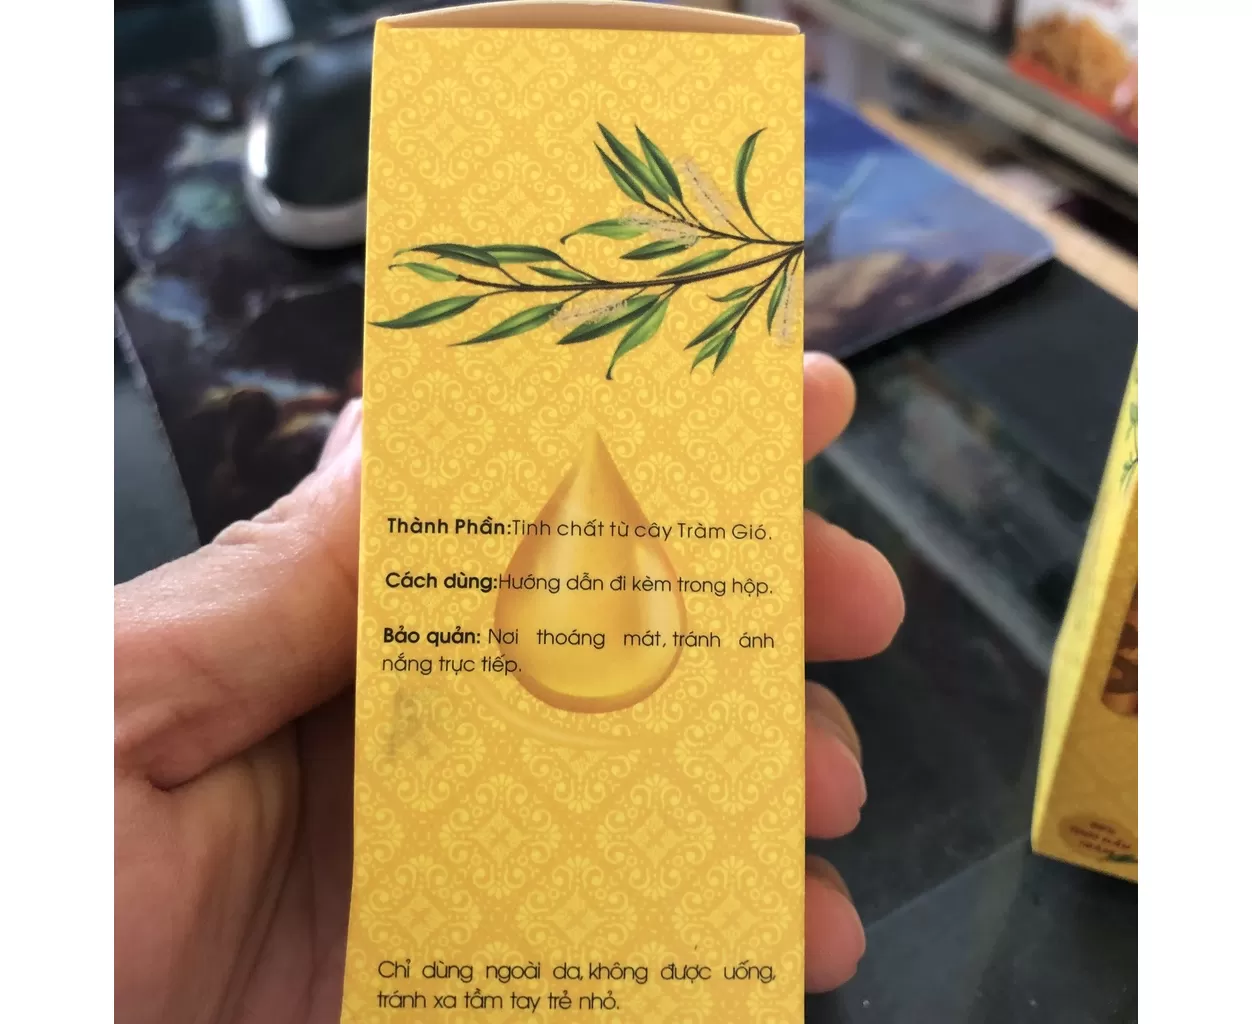 Thành Phần:Tinh chất từ cây Tràm Gió.
Cách dùng:Hướng dẫn đi kèm trong hộp.
Bảo quản: Nơi thoáng mát, tránh ánh
nắng trực tiếp.
Chỉ dùng ngoài da, không được uống,
tránh xa tầm tay trẻ nhỏ.